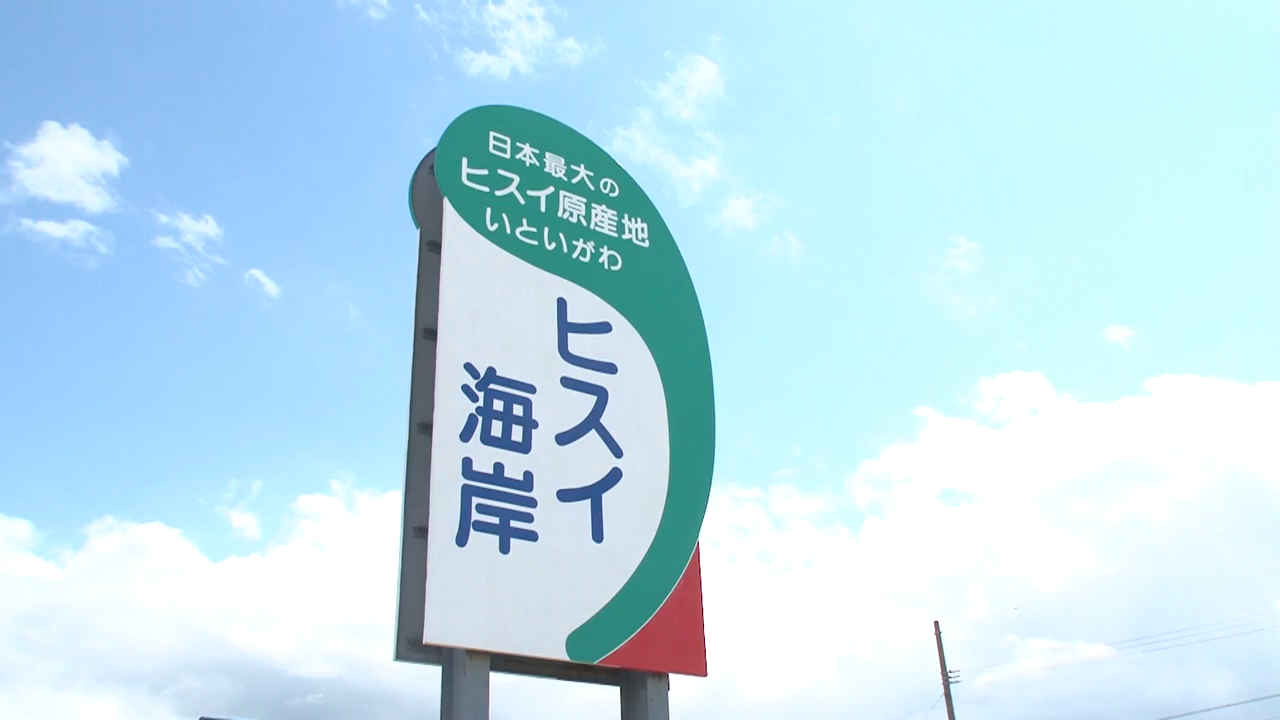 日本最大の
ヒスイ原産地
いといがわ
ヒスイ
海岸